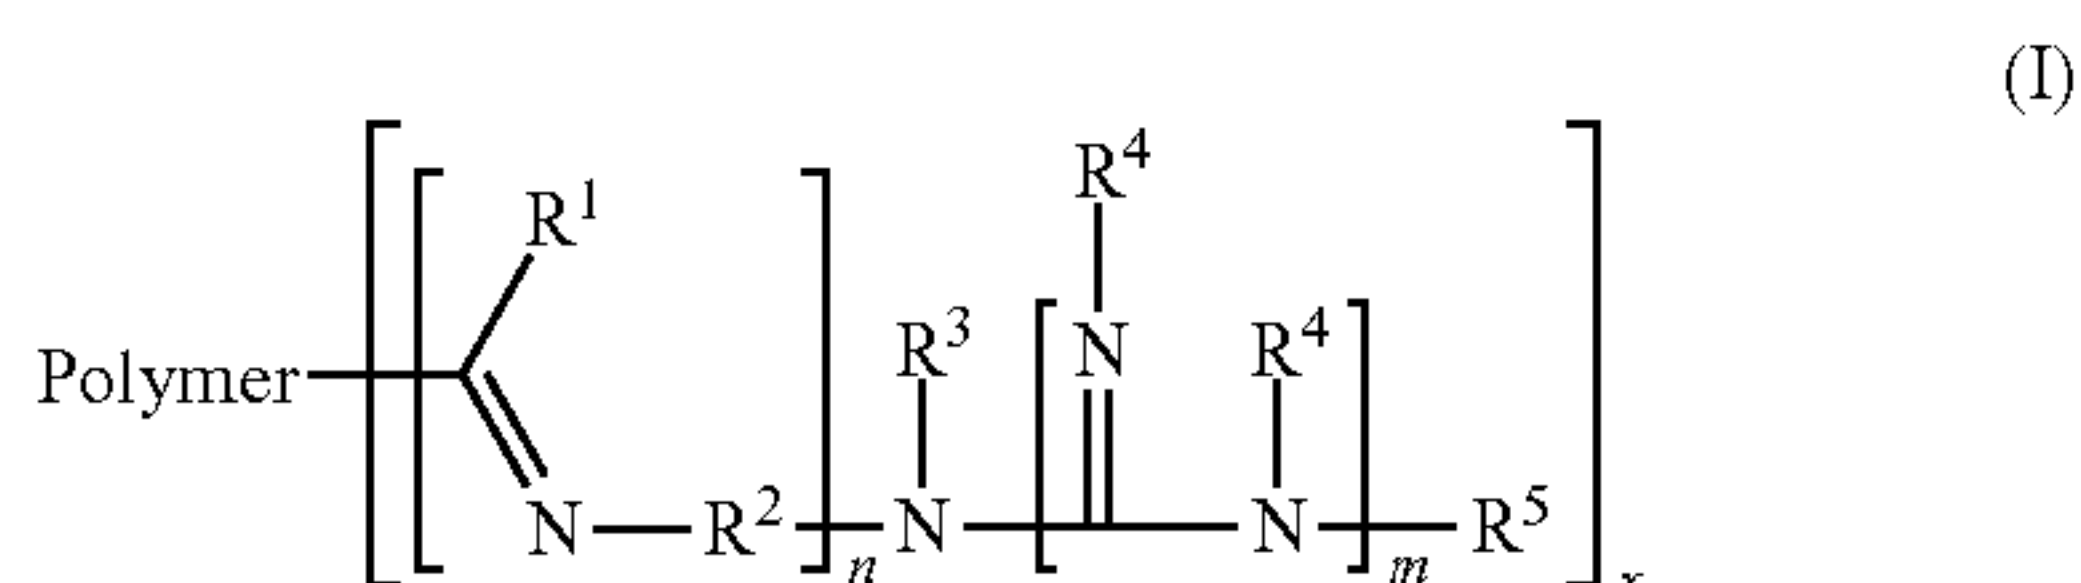 (I)
R⁴
R¹
R³ N R⁴
Polymer
N R² n N N m R⁵ x